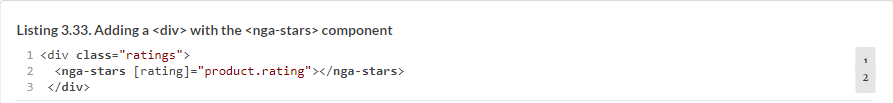 Listing 3.33. Adding a <div> with the <nga-stars> component
1 <div class="ratings">
2   <nga-stars [rating]="product.rating"></nga-stars>
3  </div>
1
2